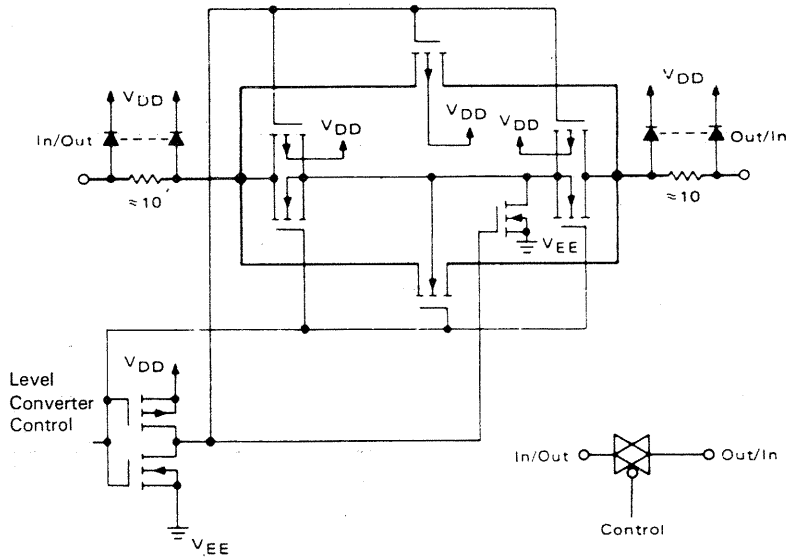 VDD
In/Out
≈10
VDD
VDD
VDD
Out/In
≈10
VEE
VDD
Level
Converter
Control
VEE
In/Out
Out/In
Control